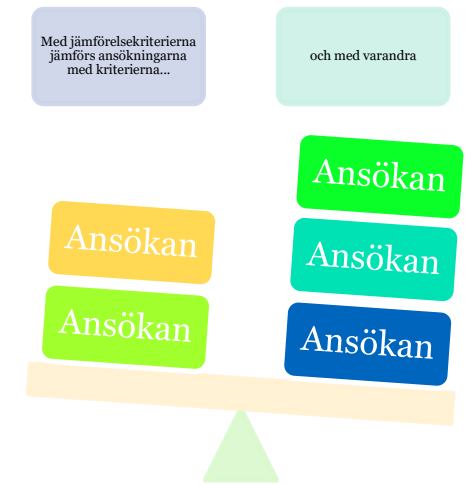 Med jämförelsekriterierna
jämförs ansökningarna
med kriterierna...
och med varandra
Ansökan
Ansökan
Ansökan
Ansökan
Ansökan